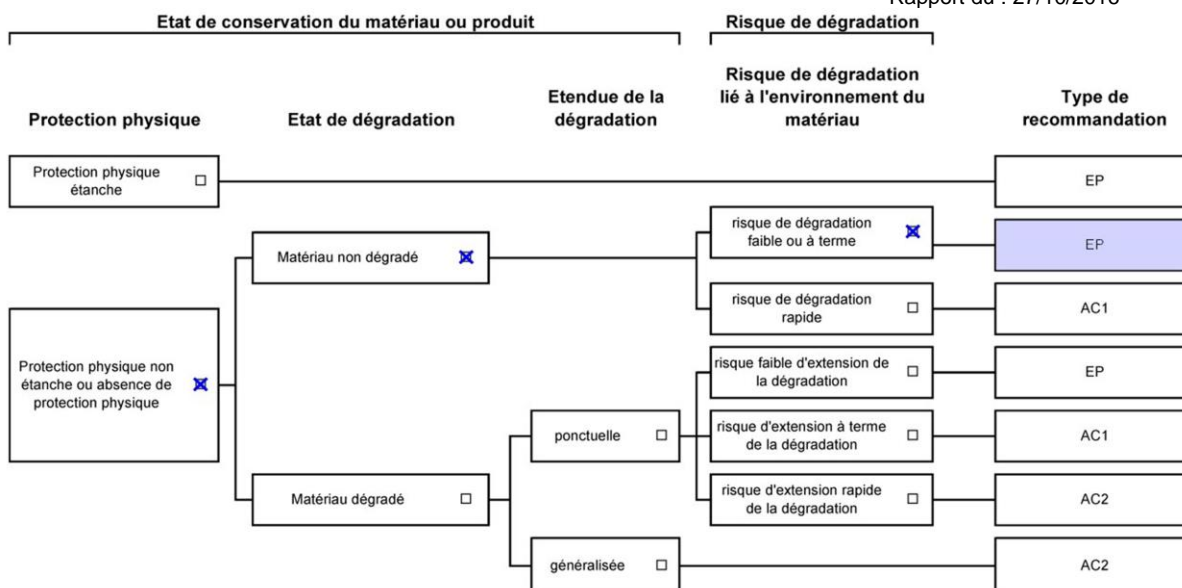 Rapport du : 27/10/2016
Etat de conservation du matériau ou produit
Risque de dégradation
Protection physique
Etat de dégradation
Etendue de la
dégradation
Risque de dégradation
lié à l'environnement du
matériau
Type de
recommandation
Protection physique
étanche
EP
risque de dégradation
faible ou à terme
EP
Matériau non dégradé
risque de dégradation
rapide
AC1
Protection physique non
étanche ou absence de
protection physique
risque faible d'extension de
la dégradation
EP
ponctuelle
risque d'extension à terme
de la dégradation
AC1
Matériau dégradé
risque d'extension rapide
de la dégradation
AC2
généralisée
AC2